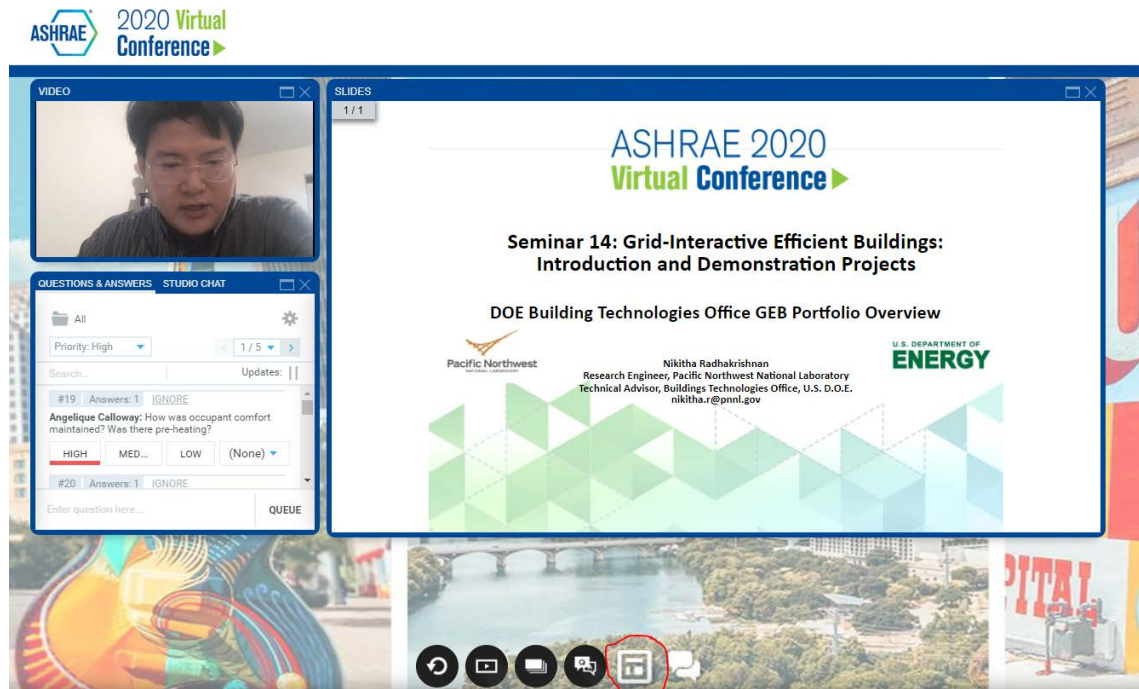 ASHRAE
2020 Virtual
Conference
VIDEO
SLIDES
1 / 1
ASHRAE 2020
Virtual Conference
Seminar 14: Grid-Interactive Efficient Buildings:
Introduction and Demonstration Projects
DOE Building Technologies Office GEB Portfolio Overview
Pacific Northwest
NATIONAL LABORATORY
Nikitha Radhakrishnan
Research Engineer, Pacific Northwest National Laboratory
Technical Advisor, Buildings Technologies Office, U.S. D.O.E.
nikitha.r@pnnl.gov
U.S. DEPARTMENT OF
ENERGY
QUESTIONS & ANSWERS STUDIO CHAT
All
Priority: High
1 / 5
Search...
Updates:
#19 Answers: 1 IGNORE
Angelique Calloway: How was occupant comfort
maintained? Was there pre-heating?
HIGH MED... LOW (None)
#20 Answers: 1 IGNORE
Enter question here...
QUEUE
PITAL